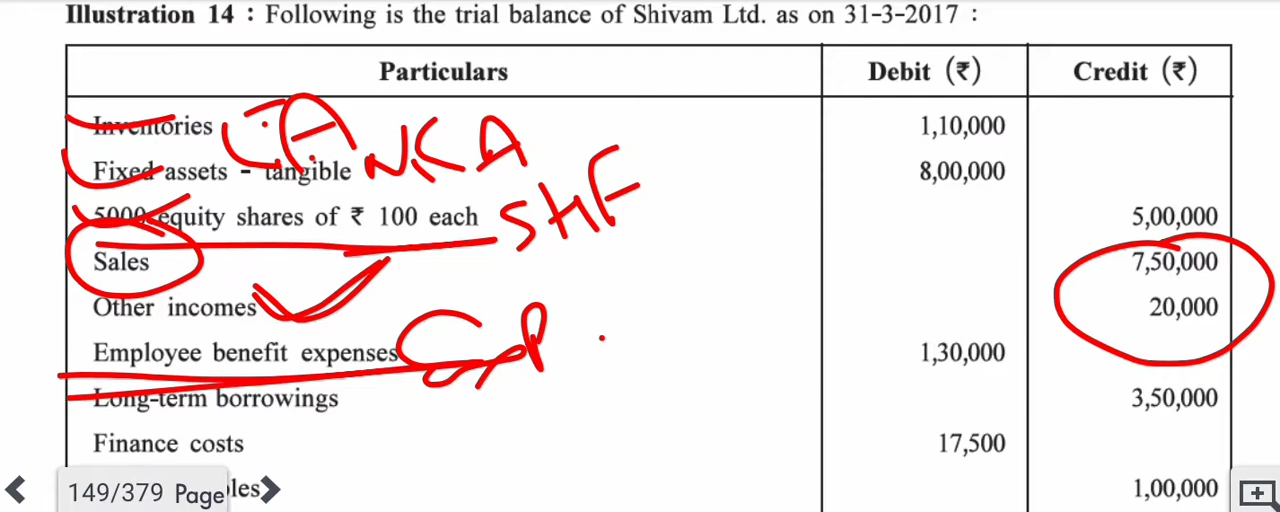 Illustration 14 : Following is the trial balance of Shivam Ltd. as on 31-3-2017 :
Particulars Debit (₹) Credit (₹)
Inventories CA 1,10,000
Fixed assets - tangible NCA 8,00,000
5000 equity shares of ₹ 100 each SHF 5,00,000
Sales 7,50,000
Other incomes 20,000
Employee benefit expenses 1,30,000
Long-term borrowings 3,50,000
Finance costs 17,500
149/379 Page les 1,00,000